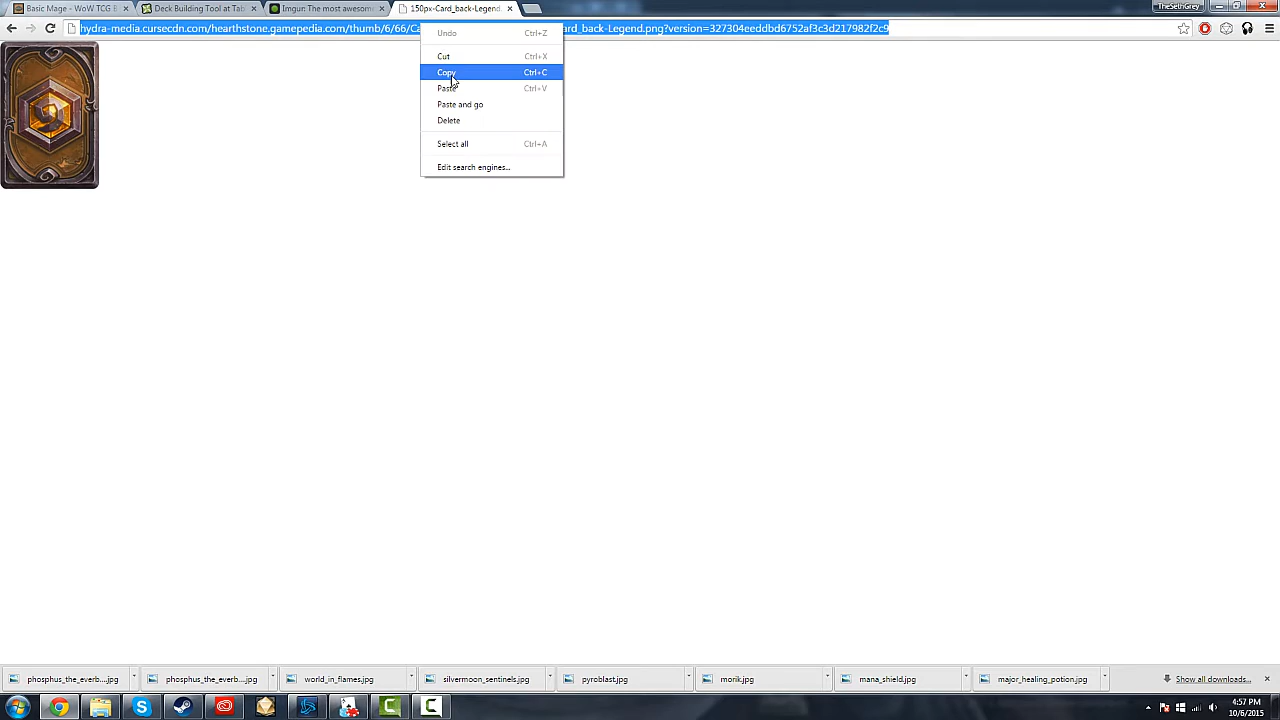 Basic Mage - WoW TCG B
Deck Building Tool at Tab
Imgur: The most awesome
150px-Card_back-Legend.
TheSethGrey
hydra-media.cursecdn.com/hearthstone.gamepedia.com/thumb/6/66/Ca
rd_back-Legend.png?version=327304eeddbd6752af3c3d217982f2c9
Undo Ctrl+Z
Cut Ctrl+X
Copy Ctrl+C
Paste Ctrl+V
Paste and go
Delete
Select all Ctrl+A
Edit search engines...
phosphus_the_everb....jpg
phosphus_the_everb....jpg
world_in_flames.jpg
silvermoon_sentinels.jpg
pyroblast.jpg
morik.jpg
mana_shield.jpg
major_healing_potion.jpg
Show all downloads...
4:57 PM
10/6/2015